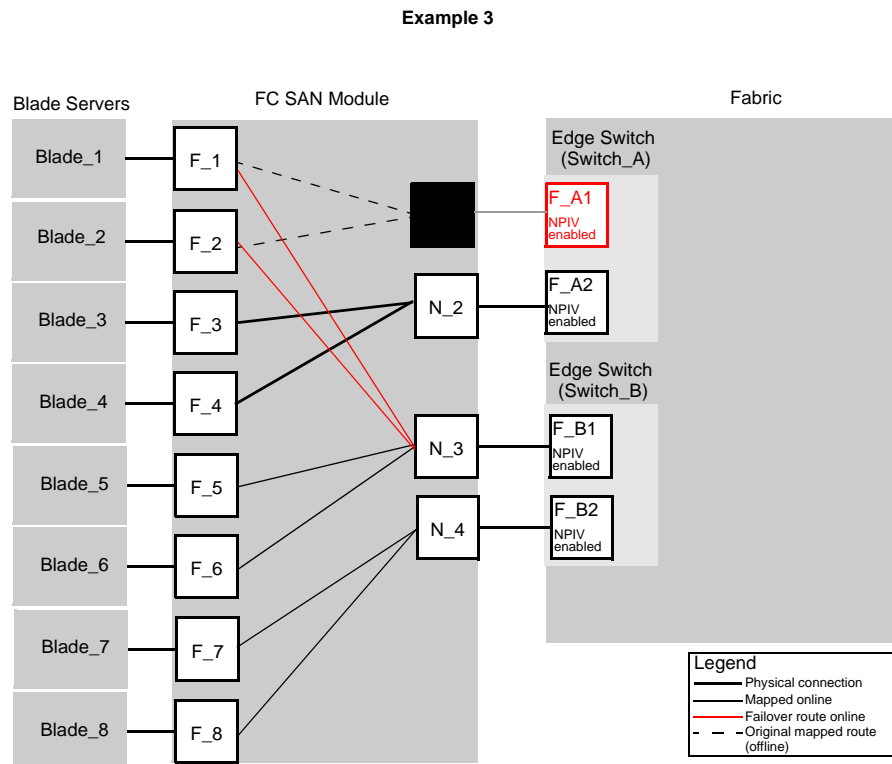 Example 3
Blade Servers
FC SAN Module
Fabric
Blade_1
Blade_2
Blade_3
Blade_4
Blade_5
Blade_6
Blade_7
Blade_8
F_1
F_2
F_3
F_4
F_5
F_6
F_7
F_8
N_2
N_3
N_4
Edge Switch
(Switch_A)
F_A1
NPIV
enabled
F_A2
NPIV
enabled
Edge Switch
(Switch_B)
F_B1
NPIV
enabled
F_B2
NPIV
enabled
Legend
Physical connection
Mapped online
Failover route online
Original mapped route
(offline)